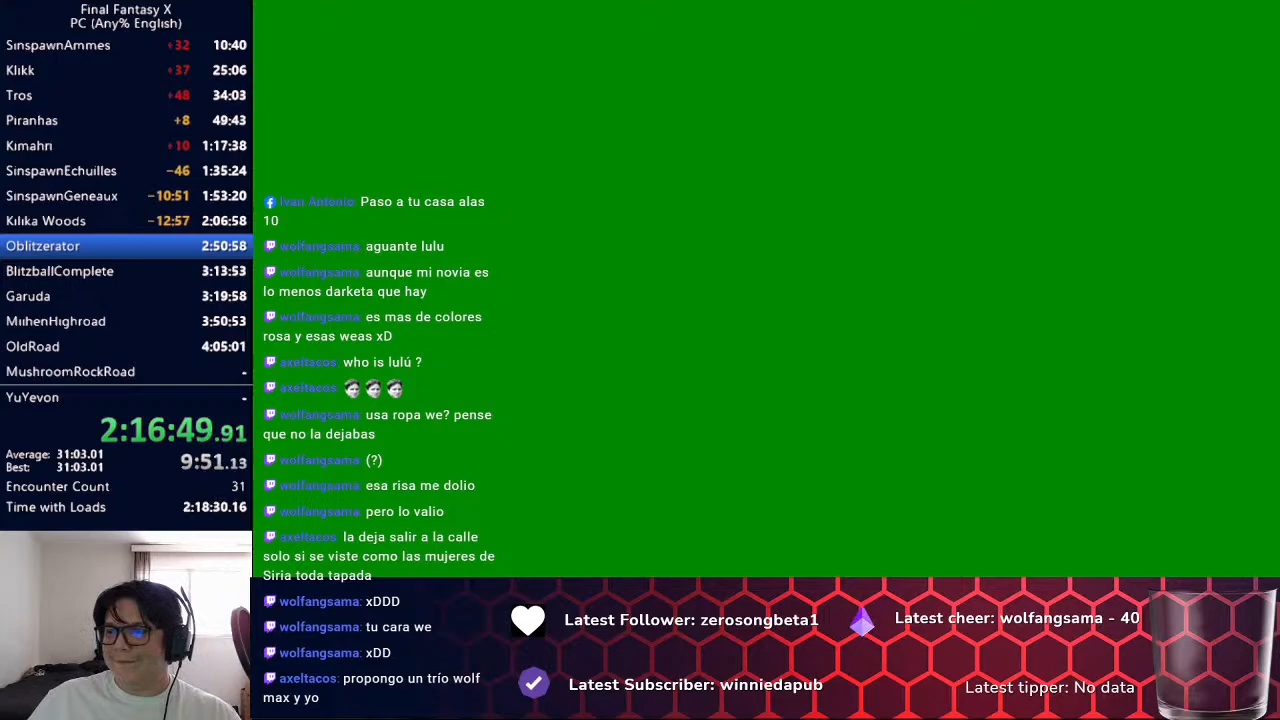 Final Fantasy X
PC (Any% English)
SinspawnAmmes +32 10:40
Klikk +37 25:06
Tros +48 34:03
Piranhas +8 49:43
Kimahri +10 1:17:38
SinspawnEchuilles −46 1:35:24
SinspawnGeneaux −10:51 1:53:20
Kilika Woods −12:57 2:06:58
Oblitzerator 2:50:58
BlitzballComplete 3:13:53
Garuda 3:19:58
MiihenHighroad 3:50:53
OldRoad 4:05:01
MushroomRockRoad -
YuYevon -
2:16:49.91
Average: 31:03.01
Best: 31:03.01
9:51.13
Encounter Count 31
Time with Loads 2:18:30.16
Ivan Antonio: Paso a tu casa alas
10
wolfangsama: aguante lulu
wolfangsama: aunque mi novia es
lo menos darketa que hay
wolfangsama: es mas de colores
rosa y esas weas xD
axeltacos: who is lulú ?
axeltacos:
wolfangsama: usa ropa we? pense
que no la dejabas
wolfangsama: (?)
wolfangsama: esa risa me dolio
wolfangsama: pero lo valio
axeltacos: la deja salir a la calle
solo si se viste como las mujeres de
Siria toda tapada
wolfangsama: xDDD
wolfangsama: tu cara we
wolfangsama: xDD
axeltacos: propongo un trío wolf
max y yo
Latest Follower: zerosongbeta1
Latest cheer: wolfangsama - 40
Latest Subscriber: winniedapub
Latest tipper: No data